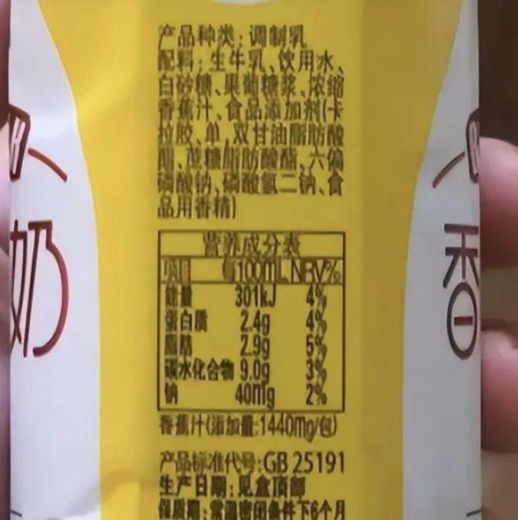 产品种类:调制乳
配料:生牛乳、饮用水、
白砂糖、果葡糖浆、浓缩
香蕉汁、食品添加剂(卡
拉胶、单,双甘油脂肪酸
酯、蔗糖脂肪酸酯、六偏
磷酸钠、磷酸氢二钠、食
品用香精)
营养成分表
项目 每100mL NRV%
能量 301kJ 4%
蛋白质 2.4g 4%
脂肪 2.9g 5%
碳水化合物 9.0g 3%
钠 40mg 2%
香蕉汁(添加量:1440mg/包)
产品标准代号:GB 25191
生产日期:见盒顶部
保质期:常温密闭条件下6个月
奶
香